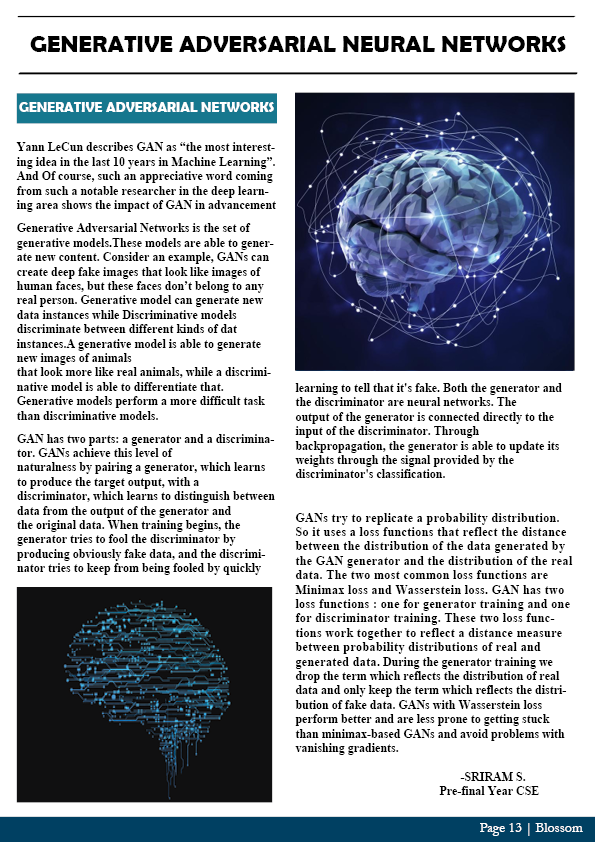 GENERATIVE ADVERSARIAL NEURAL NETWORKS
GENERATIVE ADVERSARIAL NETWORKS
Yann LeCun describes GAN as “the most interest-
ing idea in the last 10 years in Machine Learning”.
And Of course, such an appreciative word coming
from such a notable researcher in the deep learn-
ing area shows the impact of GAN in advancement
Generative Adversarial Networks is the set of
generative models.These models are able to gener-
ate new content. Consider an example, GANs can
create deep fake images that look like images of
human faces, but these faces don’t belong to any
real person. Generative model can generate new
data instances while Discriminative models
discriminate between different kinds of dat
instances.A generative model is able to generate
new images of animals
that look more like real animals, while a discrimi-
native model is able to differentiate that.
Generative models perform a more difficult task
than discriminative models.
GAN has two parts: a generator and a discrimina-
tor. GANs achieve this level of
naturalness by pairing a generator, which learns
to produce the target output, with a
discriminator, which learns to distinguish between
data from the output of the generator and
the original data. When training begins, the
generator tries to fool the discriminator by
producing obviously fake data, and the discrimi-
nator tries to keep from being fooled by quickly
learning to tell that it's fake. Both the generator and
the discriminator are neural networks. The
output of the generator is connected directly to the
input of the discriminator. Through
backpropagation, the generator is able to update its
weights through the signal provided by the
discriminator's classification.
GANs try to replicate a probability distribution.
So it uses a loss functions that reflect the distance
between the distribution of the data generated by
the GAN generator and the distribution of the real
data. The two most common loss functions are
Minimax loss and Wasserstein loss. GAN has two
loss functions : one for generator training and one
for discriminator training. These two loss func-
tions work together to reflect a distance measure
between probability distributions of real and
generated data. During the generator training we
drop the term which reflects the distribution of real
data and only keep the term which reflects the distri-
bution of fake data. GANs with Wasserstein loss
perform better and are less prone to getting stuck
than minimax-based GANs and avoid problems with
vanishing gradients.
-SRIRAM S.
Pre-final Year CSE
Page 13 | Blossom